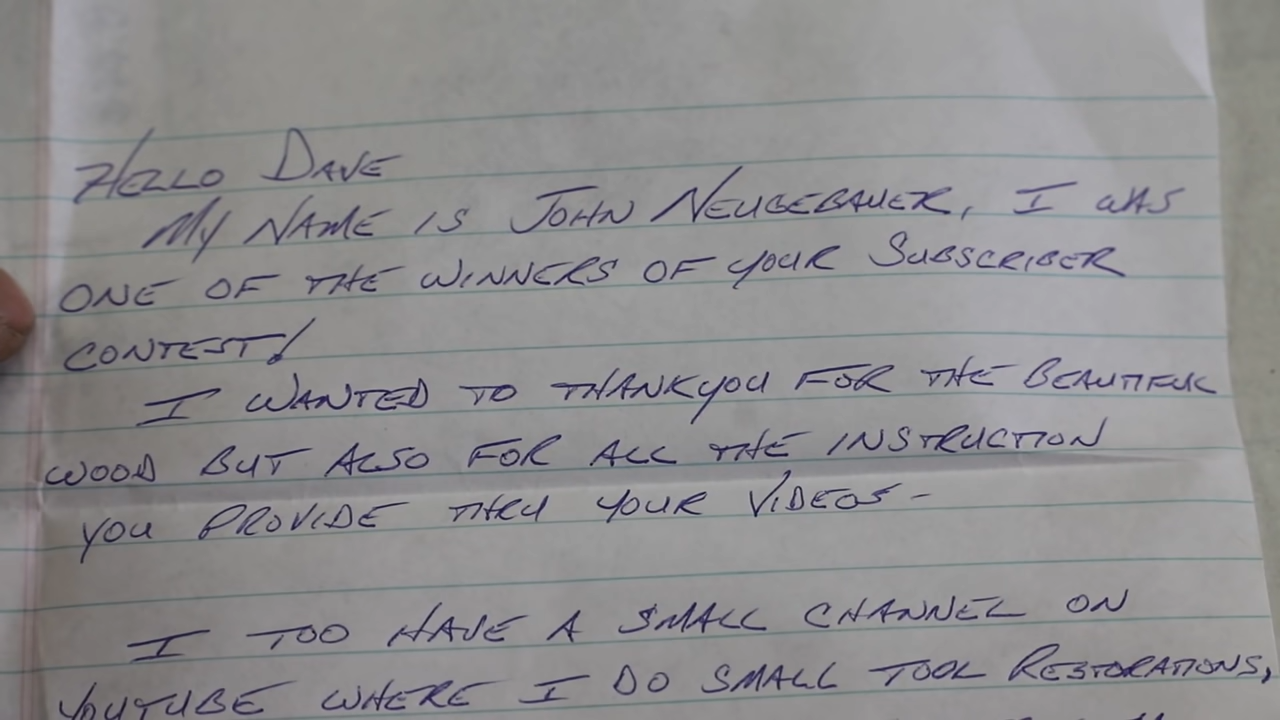 HELLO DAVE
MY NAME IS JOHN NEUGEBAUER, I WAS
ONE OF THE WINNERS OF YOUR SUBSCRIBER
CONTEST!
I WANTED TO THANKYOU FOR THE BEAUTIFUL
WOOD BUT ALSO FOR ALL THE INSTRUCTION
YOU PROVIDE THRU YOUR VIDEOS -
I TOO HAVE A SMALL CHANNEL ON
YOUTUBE WHERE I DO SMALL TOOL RESTORATIONS,